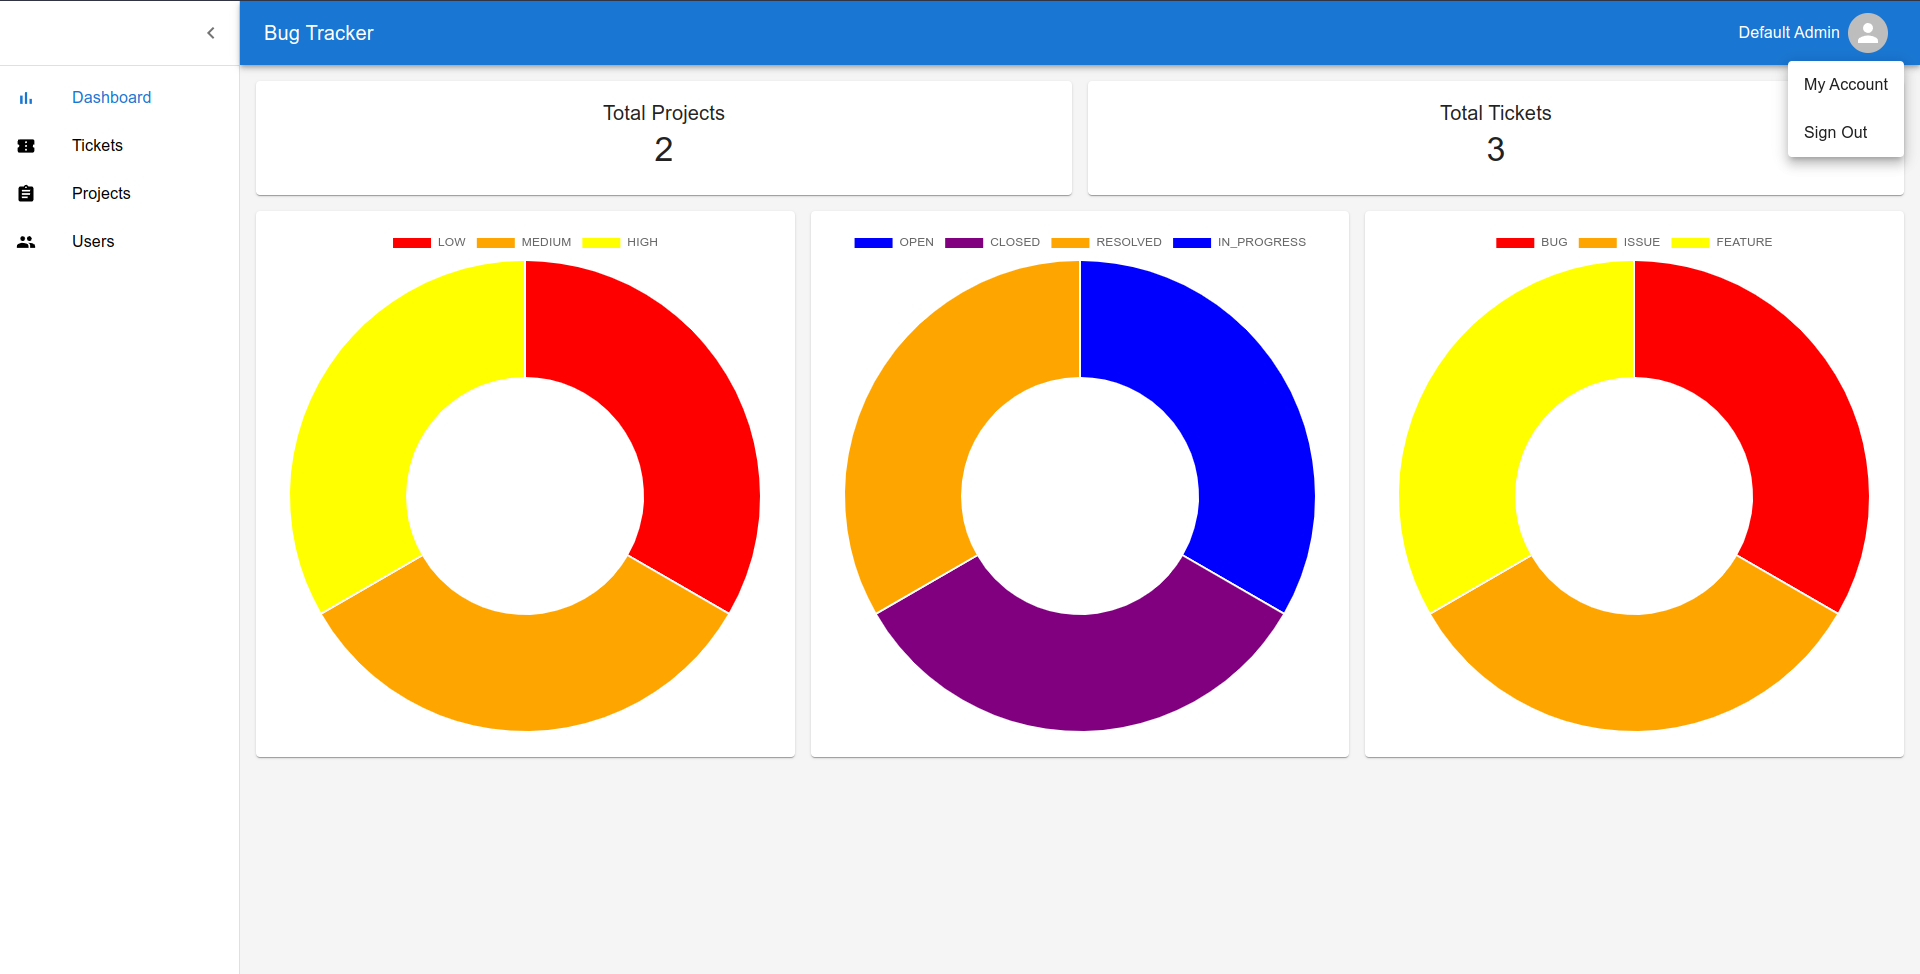 Bug Tracker
Default Admin
My Account
Sign Out
Dashboard
Tickets
Projects
Users
Total Projects
2
Total Tickets
3
LOW MEDIUM HIGH
OPEN CLOSED RESOLVED IN_PROGRESS
BUG ISSUE FEATURE